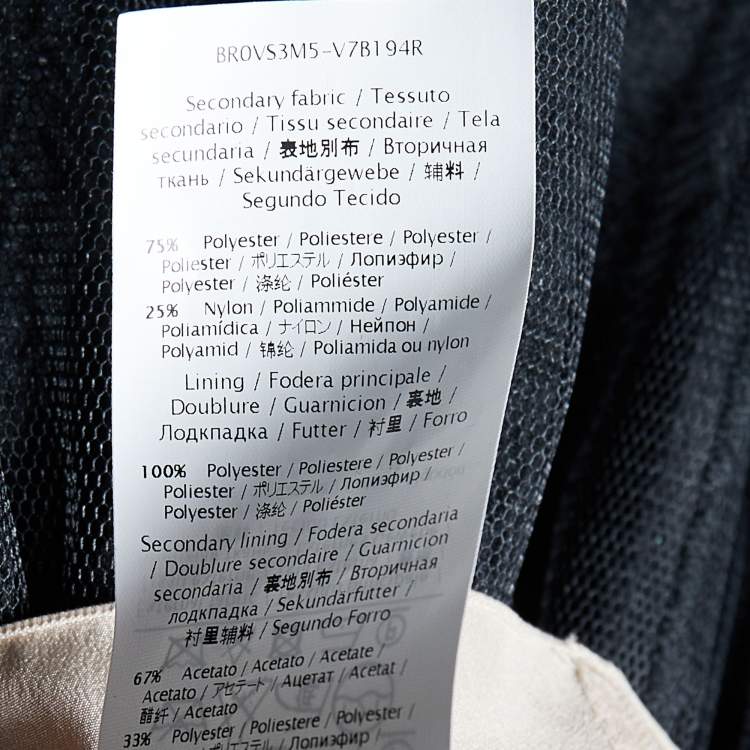 BR0VS3M5-V7B194R
Secondary fabric / Tessuto
secondario / Tissu secondaire / Tela
secundaria / 表地別布 / Вторичная
ткань / Sekundärgewebe / 辅料 /
Segundo Tecido
75% Polyester / Poliestere / Polyester /
Poliester / ポリエステル / Лопиэфир /
Polyester / 涤纶 / Poliéster
25% Nylon / Poliammide / Polyamide /
Poliamídica / ナイロン / Нейпон /
Polyamid / 锦纶 / Poliamida ou nylon
Lining / Fodera principale /
Doublure / Guarnicion / 裏地 /
Лодкпадка / Futter / 衬里 / Forro
100% Polyester / Poliestere / Polyester /
Poliester / ポリエステル / Лопиэфир /
Polyester / 涤纶 / Poliéster
Secondary lining / Fodera secondaria
/ Doublure secondaire / Guarnicion
secondaria / 裏地別布 / Вторичная
лодкпадка / Sekundärfutter /
衬里辅料 / Segundo Forro
67% Acetato / Acetato / Acetate /
Acetato / アセテート / Ацетат / Acetat /
醋纤 / Acetato
33% Polyester / Poliestere / Polyester /
ポリエステル / Лопиэфир /